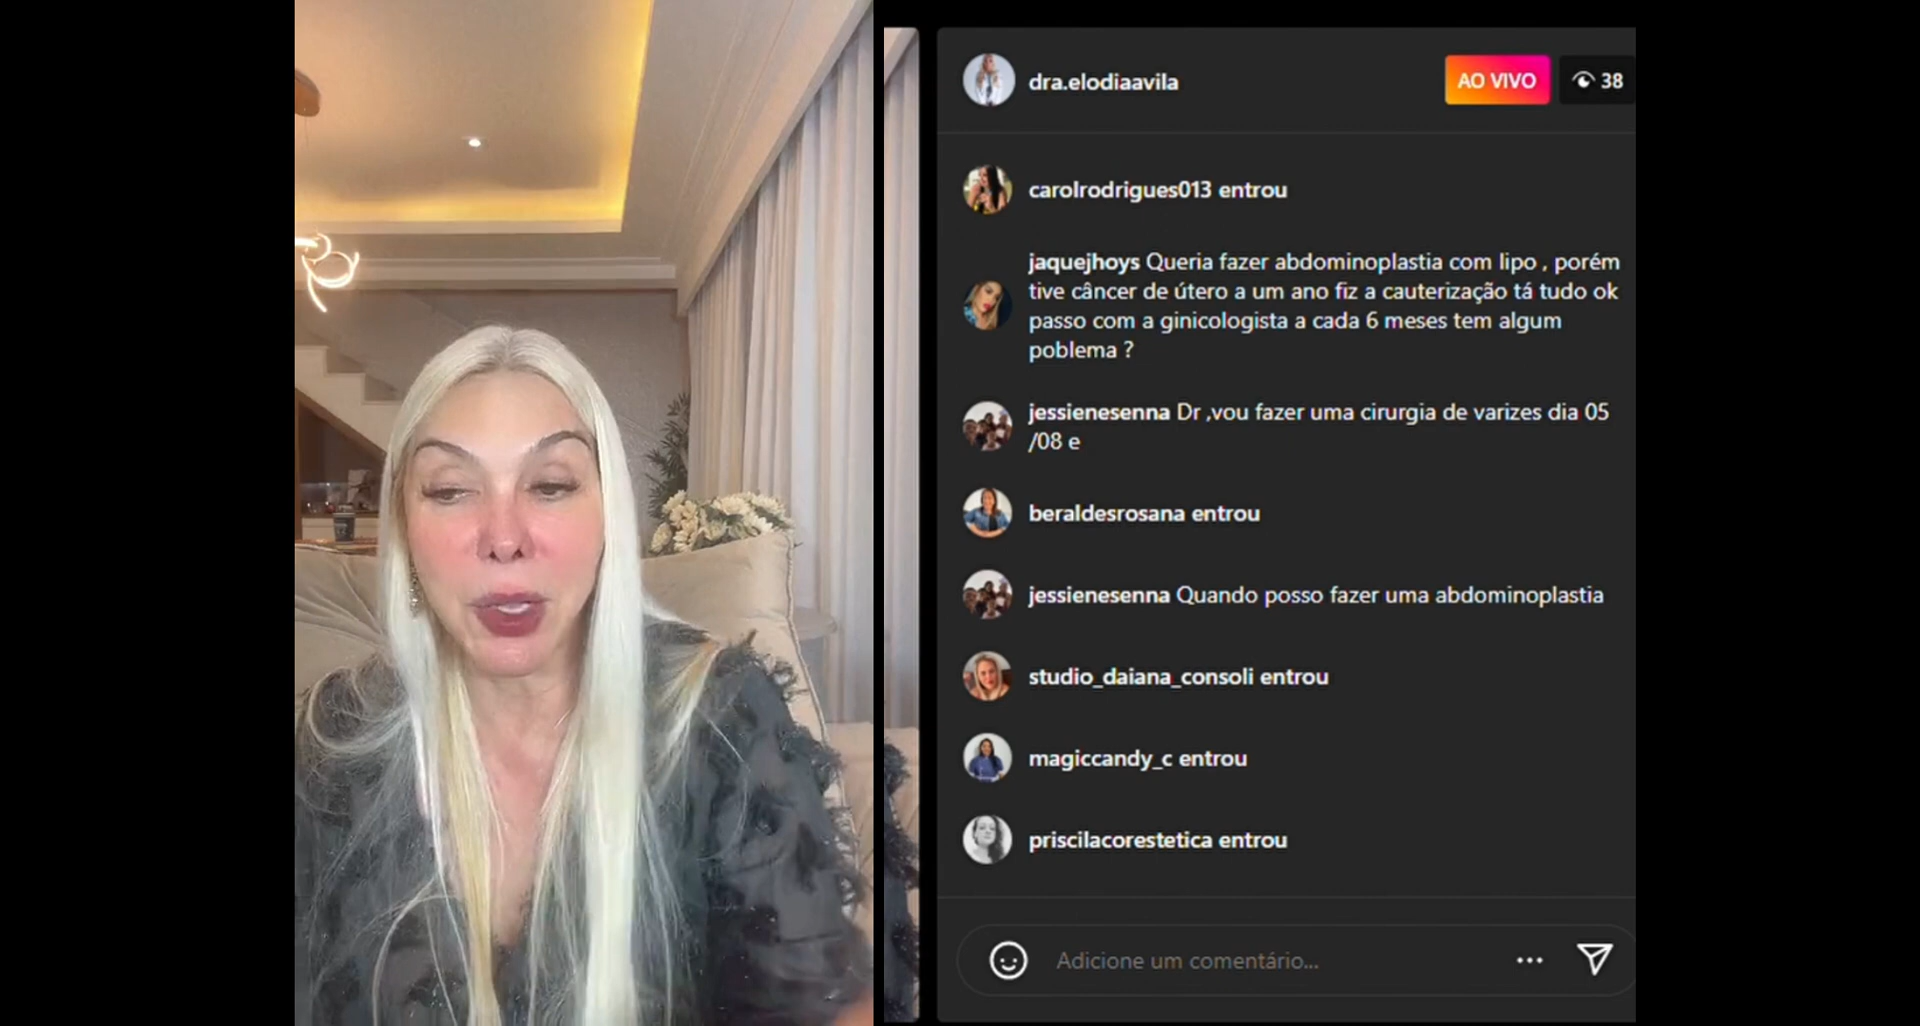 dra.elodiaavila
AO VIVO
38
carolrodrigues013 entrou
jaquejhoys Queria fazer abdominoplastia com lipo , porém
tive câncer de útero a um ano fiz a cauterização tá tudo ok
passo com a ginicologista a cada 6 meses tem algum
poblema ?
jessienesenna Dr ,vou fazer uma cirurgia de varizes dia 05
/08 e
beraldesrosana entrou
jessienesenna Quando posso fazer uma abdominoplastia
studio_daiana_consoli entrou
magiccandy_c entrou
priscilacorestetica entrou
Adicione um comentário...